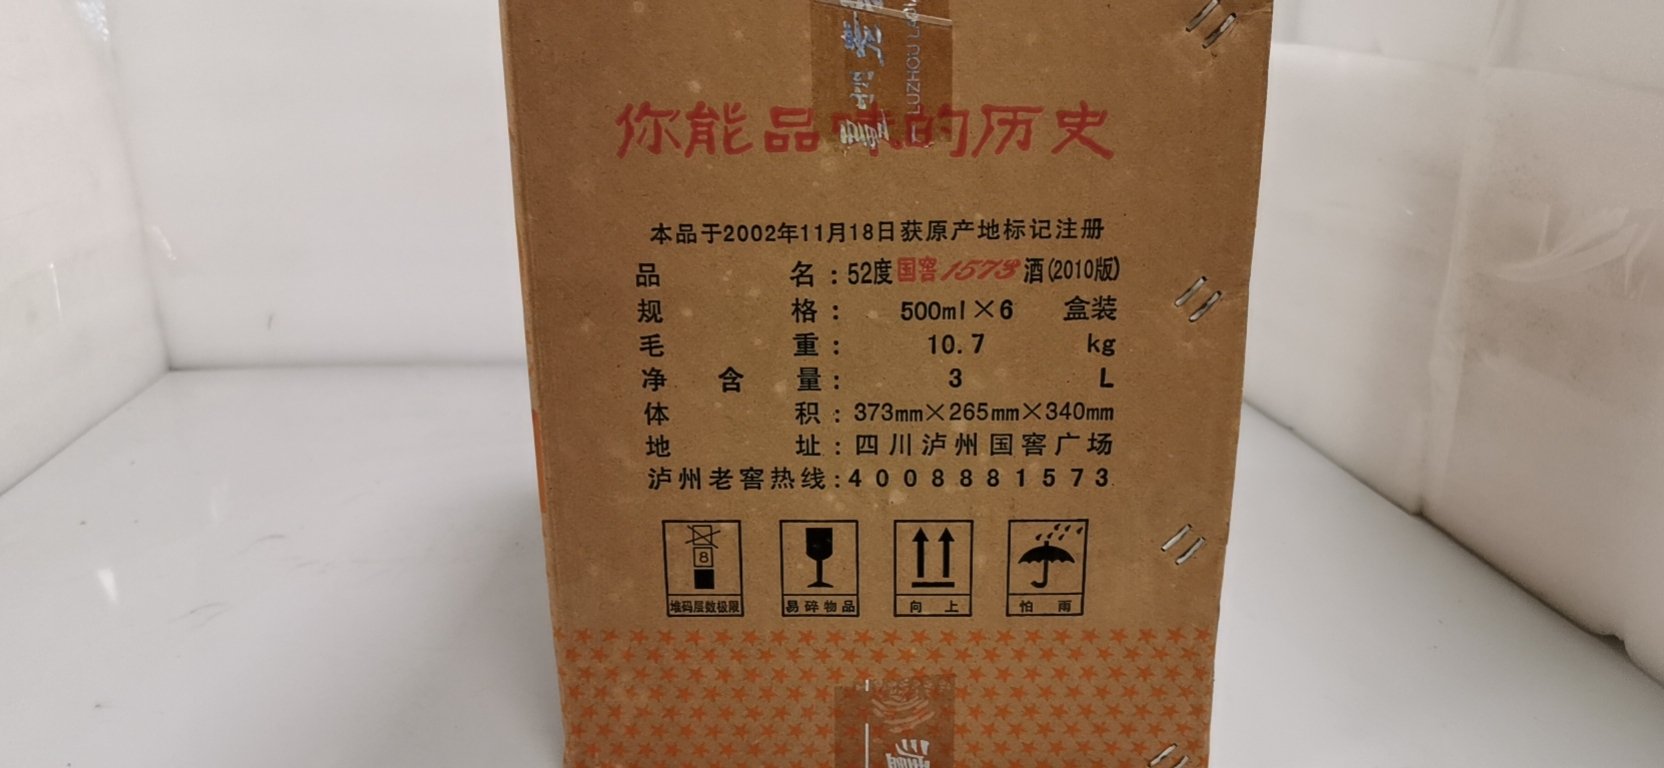 LUZHOU LAO
你能品味的历史
本品于2002年11月18日获原产地标记注册
品名：52度国窖1573酒(2010版)
规格：500ml×6 盒装
毛重：10.7 kg
净含量：3 L
体积：373mm×265mm×340mm
地址：四川泸州国窖广场
泸州老窖热线：4008881573
8
堆码层数极限
易碎物品
向上
怕雨